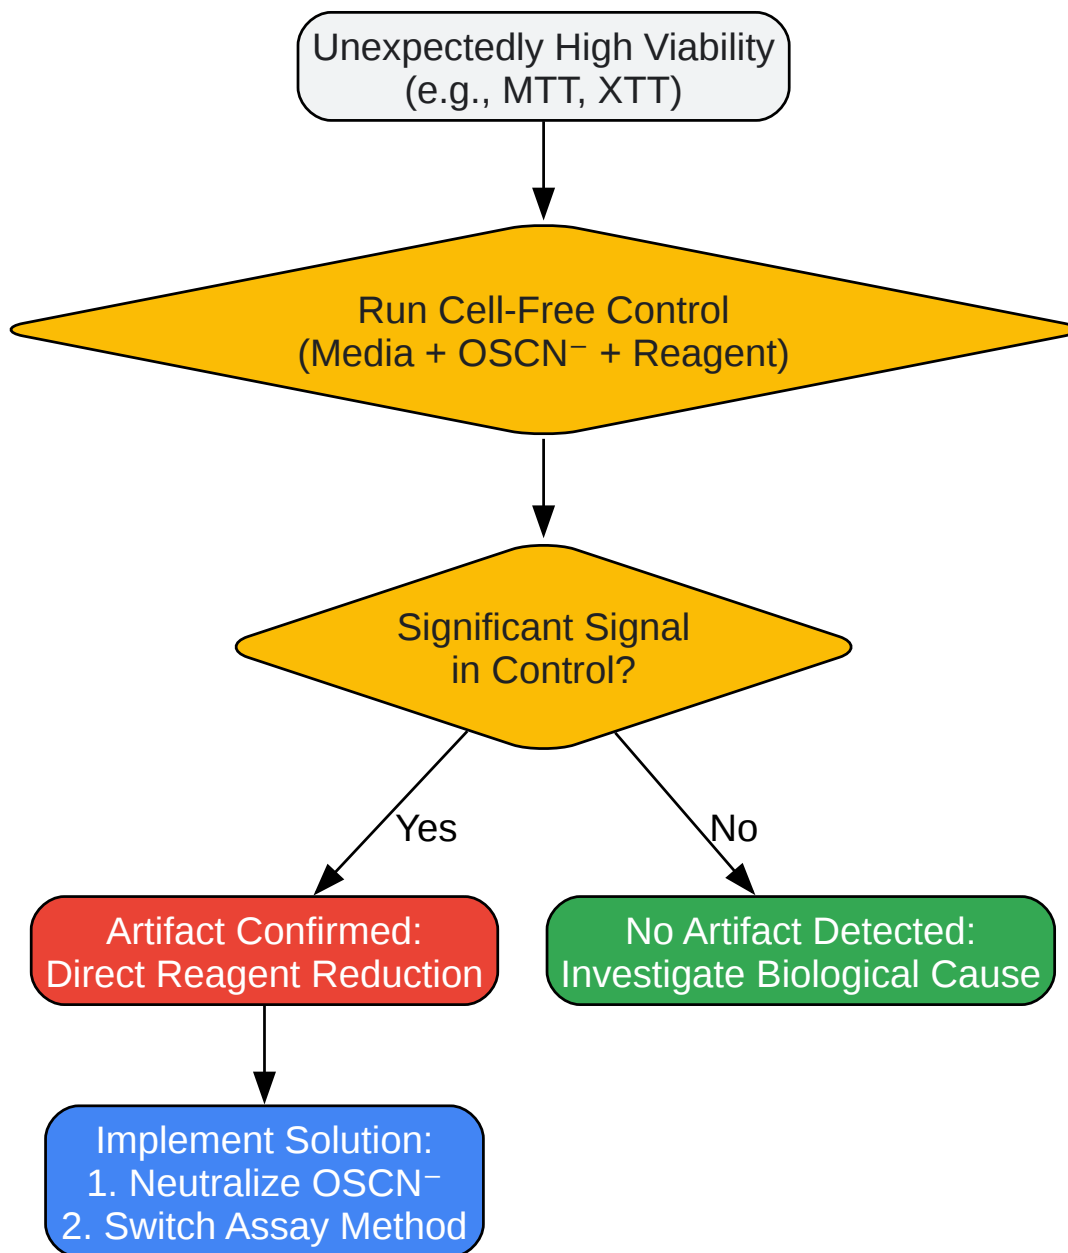 Unexpectedly High Viability
(e.g., MTT, XTT)
Run Cell-Free Control
(Media + OSCN⁻ + Reagent)
Significant Signal
in Control?
Yes
No
Artifact Confirmed:
Direct Reagent Reduction
No Artifact Detected:
Investigate Biological Cause
Implement Solution:
1. Neutralize OSCN⁻
2. Switch Assay Method